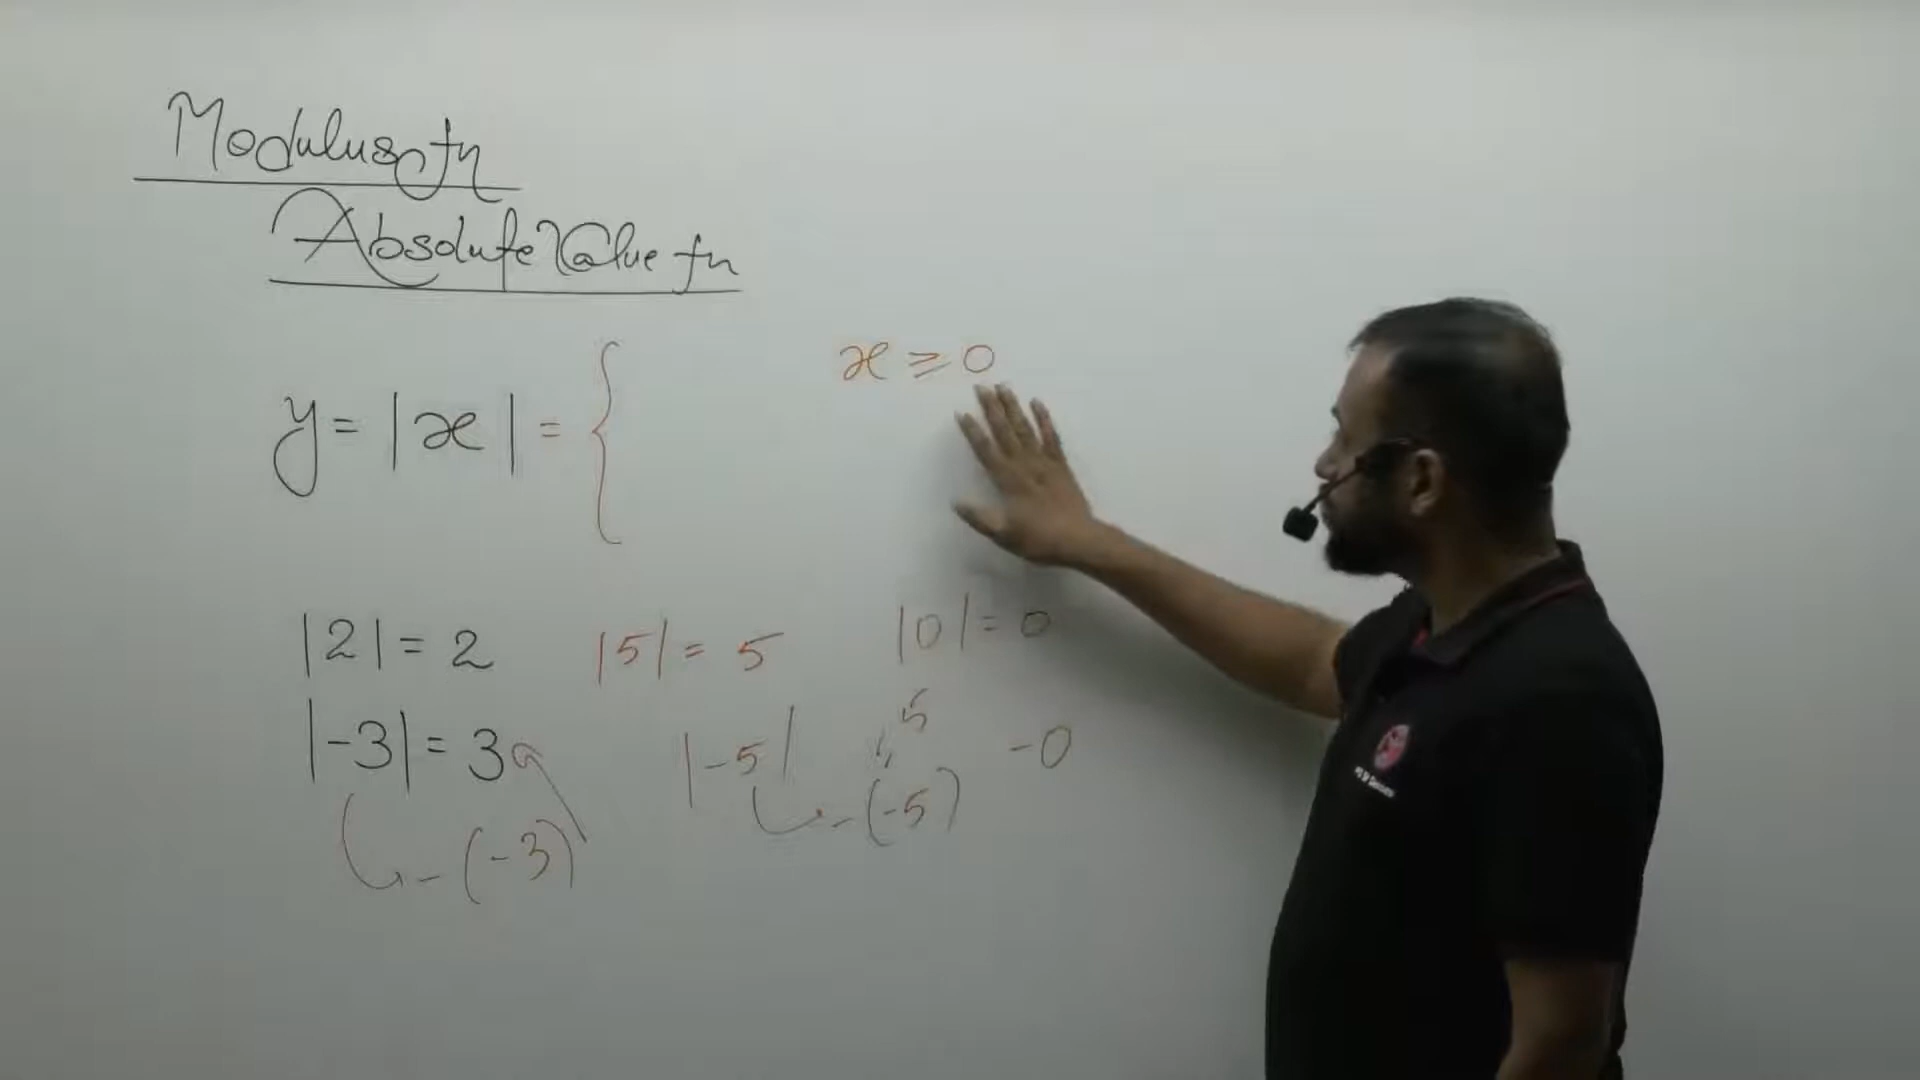 Modulus fn
Absolute Value fn
y = |x| = {
x ≥ 0
|2| = 2
|5| = 5
|0| = 0
|-3| = 3
|-5|
5
-0
-(-3)
-(-5)